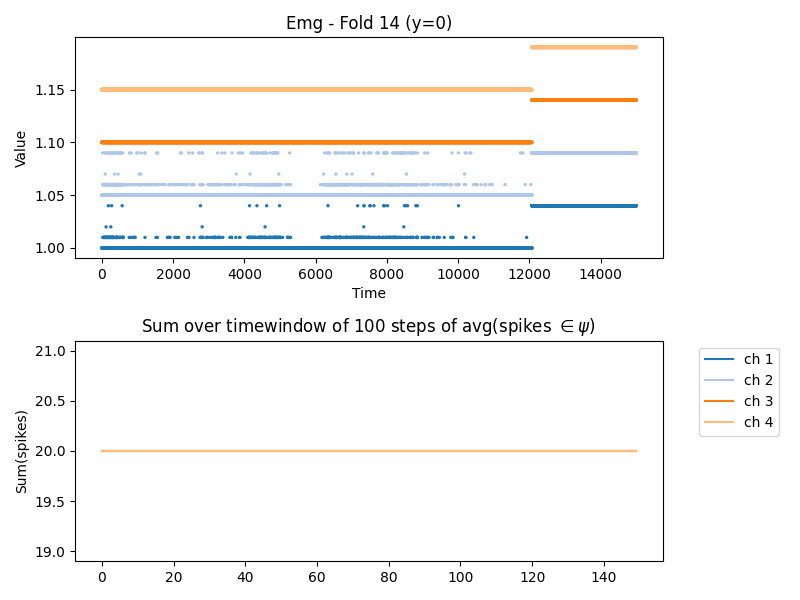 Emg - Fold 14 (y=0)
Value
1.15
1.10
1.05
1.00
0 2000 4000 6000 8000 10000 12000 14000
Time
Sum over timewindow of 100 steps of avg(spikes ∈ ψ)
Sum(spikes)
21.0
20.5
20.0
19.5
19.0
0 20 40 60 80 100 120 140
ch 1
ch 2
ch 3
ch 4